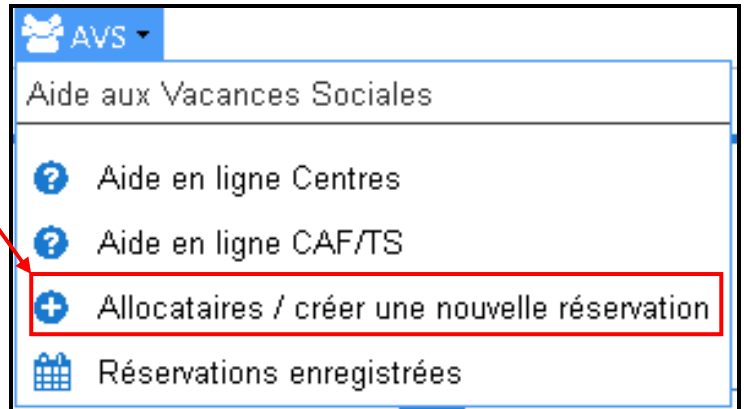 AVS
Aide aux Vacances Sociales
Aide en ligne Centres
Aide en ligne CAF/TS
Allocataires / créer une nouvelle réservation
Réservations enregistrées